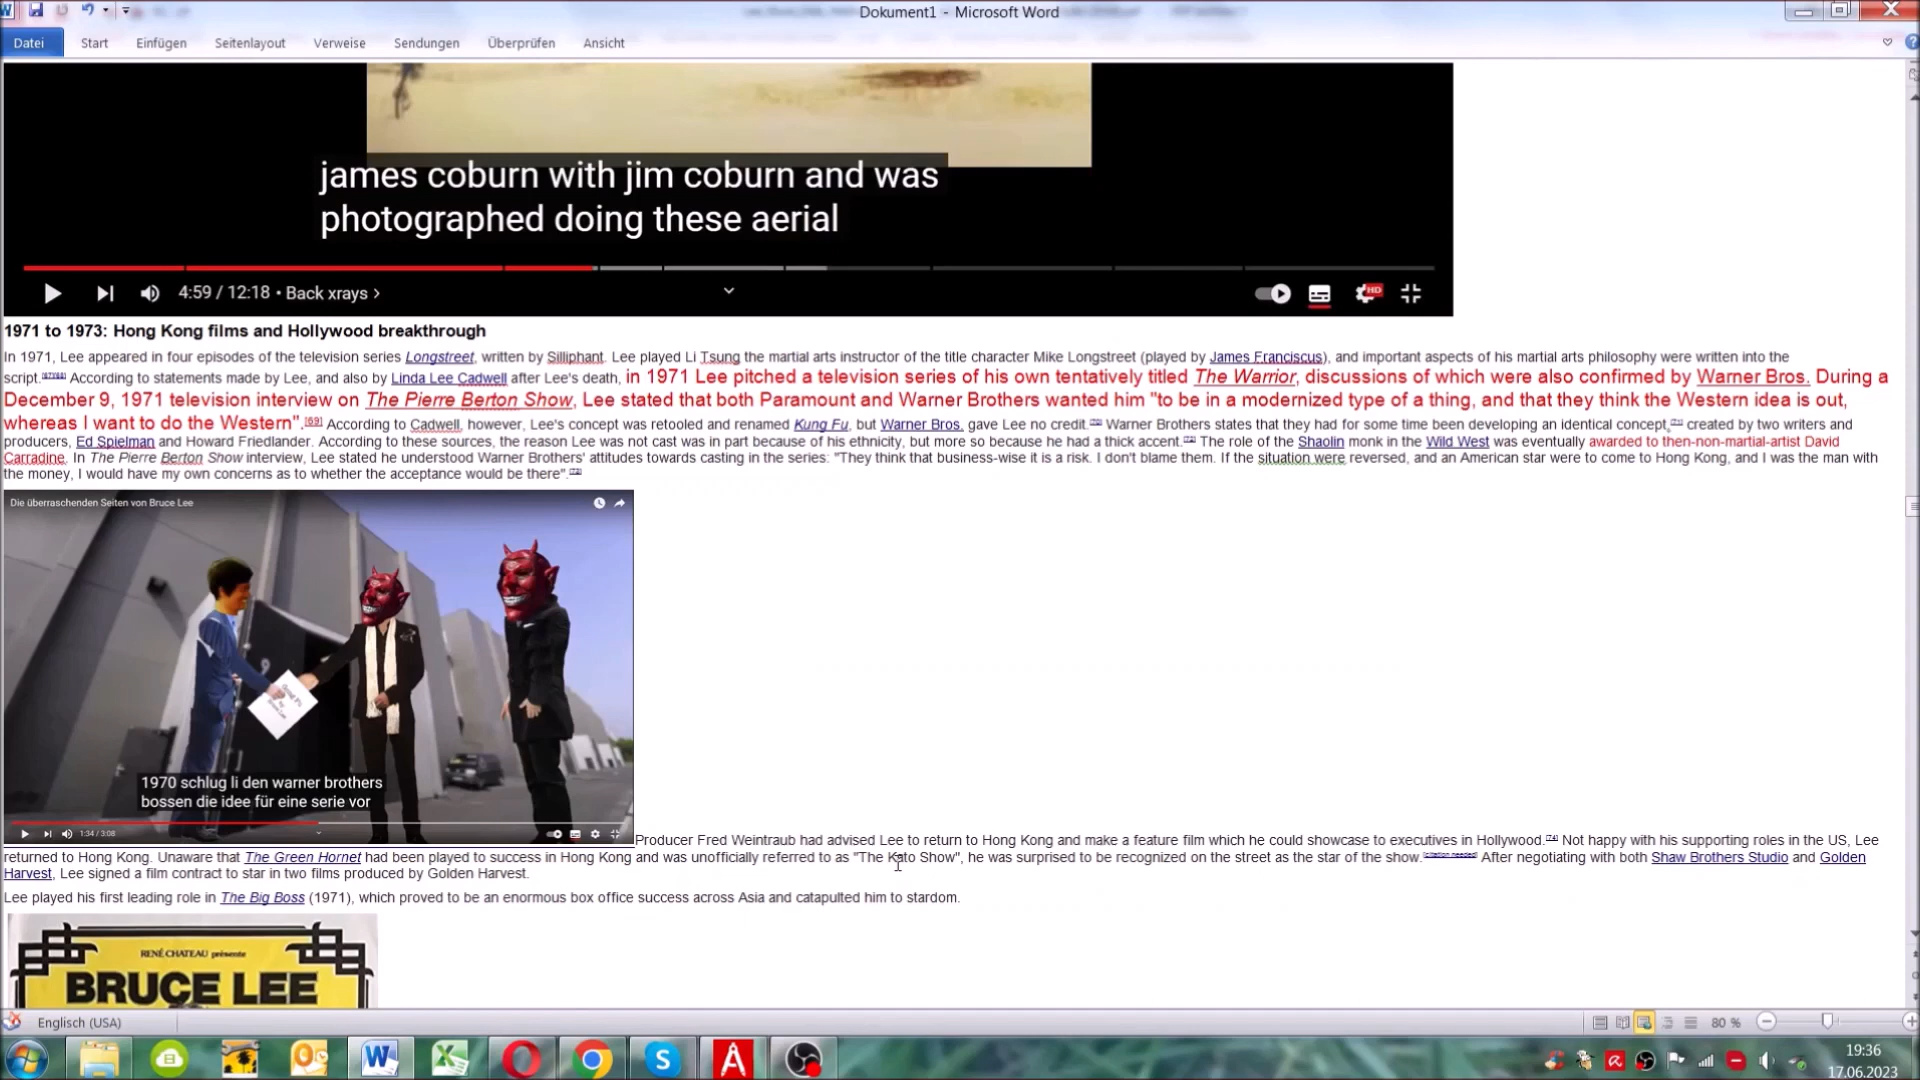 Dokument1 - Microsoft Word
Datei Start Einfügen Seitenlayout Verweise Sendungen Überprüfen Ansicht
james coburn with jim coburn and was
photographed doing these aerial
4:59 / 12:18 • Back xrays >
HD
1971 to 1973: Hong Kong films and Hollywood breakthrough
In 1971, Lee appeared in four episodes of the television series Longstreet, written by Silliphant. Lee played Li Tsung the martial arts instructor of the title character Mike Longstreet (played by James Franciscus), and important aspects of his martial arts philosophy were written into the
script.[67][68] According to statements made by Lee, and also by Linda Lee Cadwell after Lee's death, in 1971 Lee pitched a television series of his own tentatively titled The Warrior, discussions of which were also confirmed by Warner Bros. During a
December 9, 1971 television interview on The Pierre Berton Show, Lee stated that both Paramount and Warner Brothers wanted him "to be in a modernized type of a thing, and that they think the Western idea is out,
whereas I want to do the Western".[69] According to Cadwell, however, Lee's concept was retooled and renamed Kung Fu, but Warner Bros. gave Lee no credit.[70] Warner Brothers states that they had for some time been developing an identical concept,[71] created by two writers and
producers, Ed Spielman and Howard Friedlander. According to these sources, the reason Lee was not cast was in part because of his ethnicity, but more so because he had a thick accent.[72] The role of the Shaolin monk in the Wild West was eventually awarded to then-non-martial-artist David
Carradine. In The Pierre Berton Show interview, Lee stated he understood Warner Brothers' attitudes towards casting in the series: "They think that business-wise it is a risk. I don't blame them. If the situation were reversed, and an American star were to come to Hong Kong, and I was the man with
the money, I would have my own concerns as to whether the acceptance would be there".[73]
Die überraschenden Seiten von Bruce Lee
9
1970 schlug li den warner brothers
bossen die idee für eine serie vor
1:34 / 3:08
Producer Fred Weintraub had advised Lee to return to Hong Kong and make a feature film which he could showcase to executives in Hollywood.[74] Not happy with his supporting roles in the US, Lee
returned to Hong Kong. Unaware that The Green Hornet had been played to success in Hong Kong and was unofficially referred to as "The Kato Show", he was surprised to be recognized on the street as the star of the show.[citation needed] After negotiating with both Shaw Brothers Studio and Golden
Harvest, Lee signed a film contract to star in two films produced by Golden Harvest.
Lee played his first leading role in The Big Boss (1971), which proved to be an enormous box office success across Asia and catapulted him to stardom.
RENÉ CHATEAU présente
BRUCE LEE
Englisch (USA)
80 %
19:36
17.06.2023